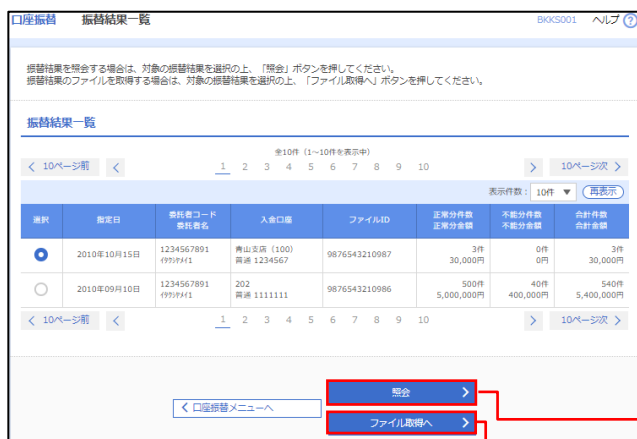 口座振替 振替結果一覧 BKKS001 ヘルプ ?
振替結果を照会する場合は、対象の振替結果を選択の上、「照会」ボタンを押してください。
振替結果のファイルを取得する場合は、対象の振替結果を選択の上、「ファイル取得へ」ボタンを押してください。
振替結果一覧
全10件（1～10件を表示中）
< 10ページ前 < 1 2 3 4 5 6 7 8 9 10 > 10ページ次 >
表示件数： 10件 ▼ 再表示
選択 指定日 委託者コード 委託者名 入金口座 ファイルID 正常分件数 正常分金額 不能分件数 不能分金額 合計件数 合計金額
2010年10月15日 1234567891 ｲﾀｸｼｬﾒｲ1 青山支店（100） 普通 1234567 9876543210987 3件 30,000円 0件 0円 3件 30,000円
2010年09月10日 1234567891 ｲﾀｸｼｬﾒｲ1 202 普通 1111111 9876543210986 500件 5,000,000円 40件 400,000円 540件 5,400,000円
< 10ページ前 < 1 2 3 4 5 6 7 8 9 10 > 10ページ次 >
照会 >
< 口座振替メニューへ
ファイル取得へ >